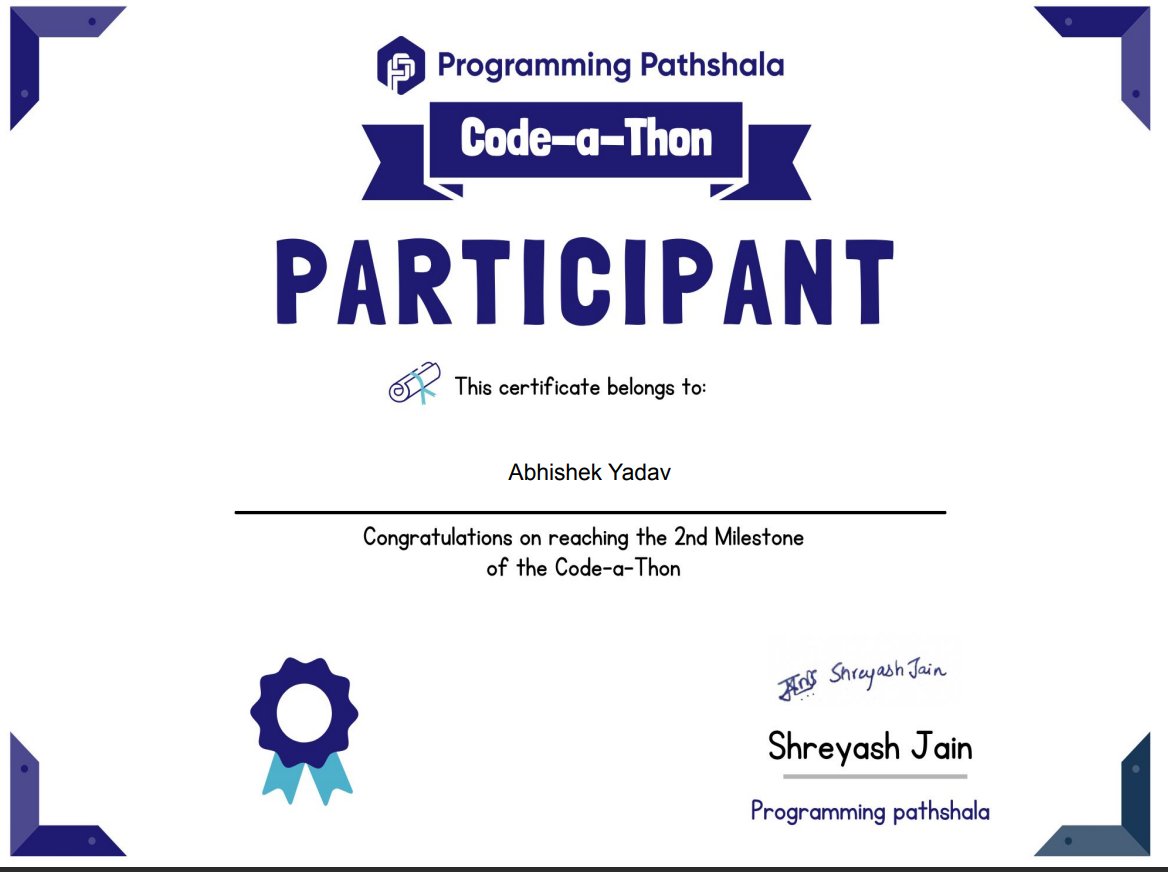 Programming Pathshala
Code-a-Thon
PARTICIPANT
This certificate belongs to:
Abhishek Yadav
Congratulations on reaching the 2nd Milestone
of the Code-a-Thon
Shreyash Jain
Shreyash Jain
Programming pathshala